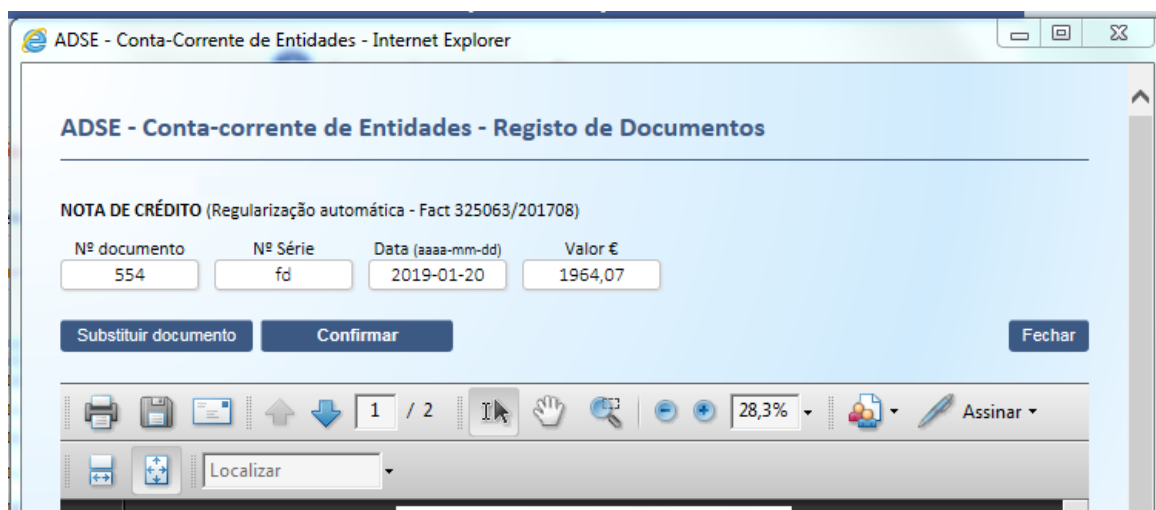 ADSE - Conta-Corrente de Entidades - Internet Explorer
ADSE - Conta-corrente de Entidades - Registo de Documentos
NOTA DE CRÉDITO (Regularização automática - Fact 325063/201708)
Nº documento Nº Série Data (aaaa-mm-dd) Valor €
554 fd 2019-01-20 1964,07
Substituir documento Confirmar Fechar
1 / 2 28,3% Assinar
Localizar